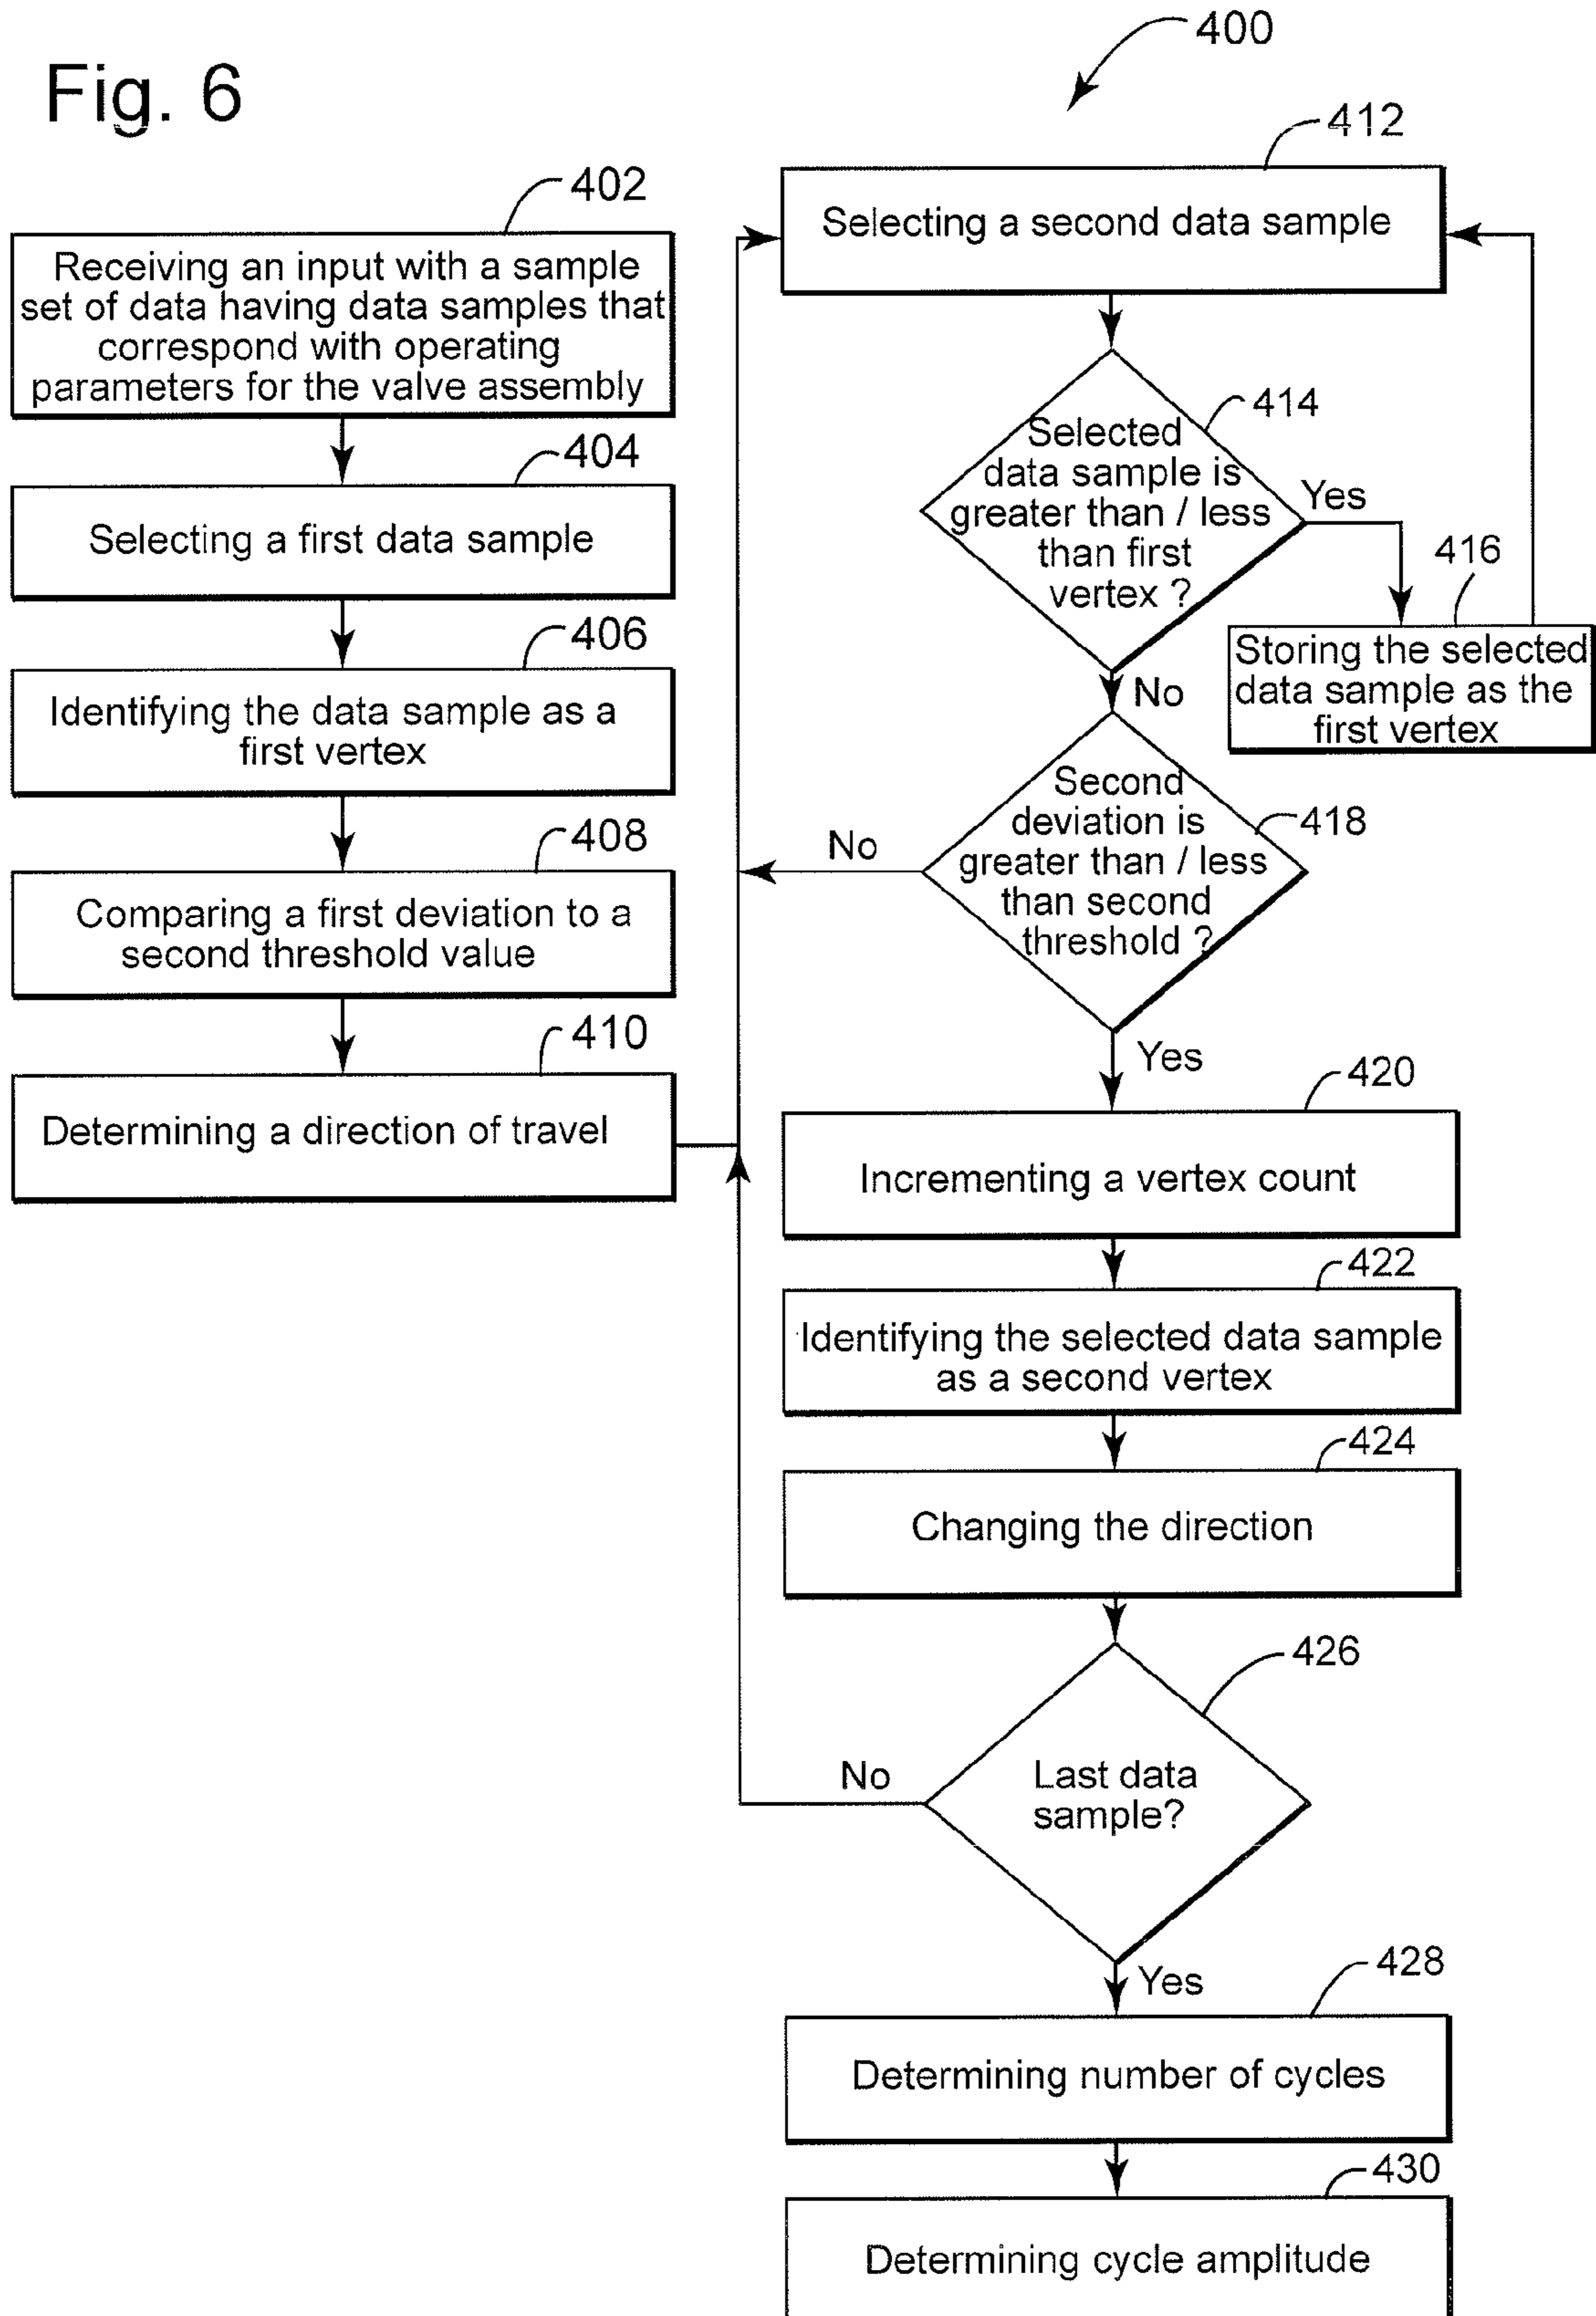 Fig. 6
400
402
Receiving an input with a sample
set of data having data samples that
correspond with operating
parameters for the valve assembly
404
Selecting a first data sample
406
Identifying the data sample as a
first vertex
408
Comparing a first deviation to a
second threshold value
410
Determining a direction of travel
412
Selecting a second data sample
414
Selected
data sample is
greater than / less
than first
vertex ?
Yes
416
Storing the selected
data sample as the
first vertex
No
Second
deviation is
greater than / less
than second
threshold ?
418
No
Yes
420
Incrementing a vertex count
422
Identifying the selected data sample
as a second vertex
424
Changing the direction
426
Last data
sample?
No
Yes
428
Determining number of cycles
430
Determining cycle amplitude